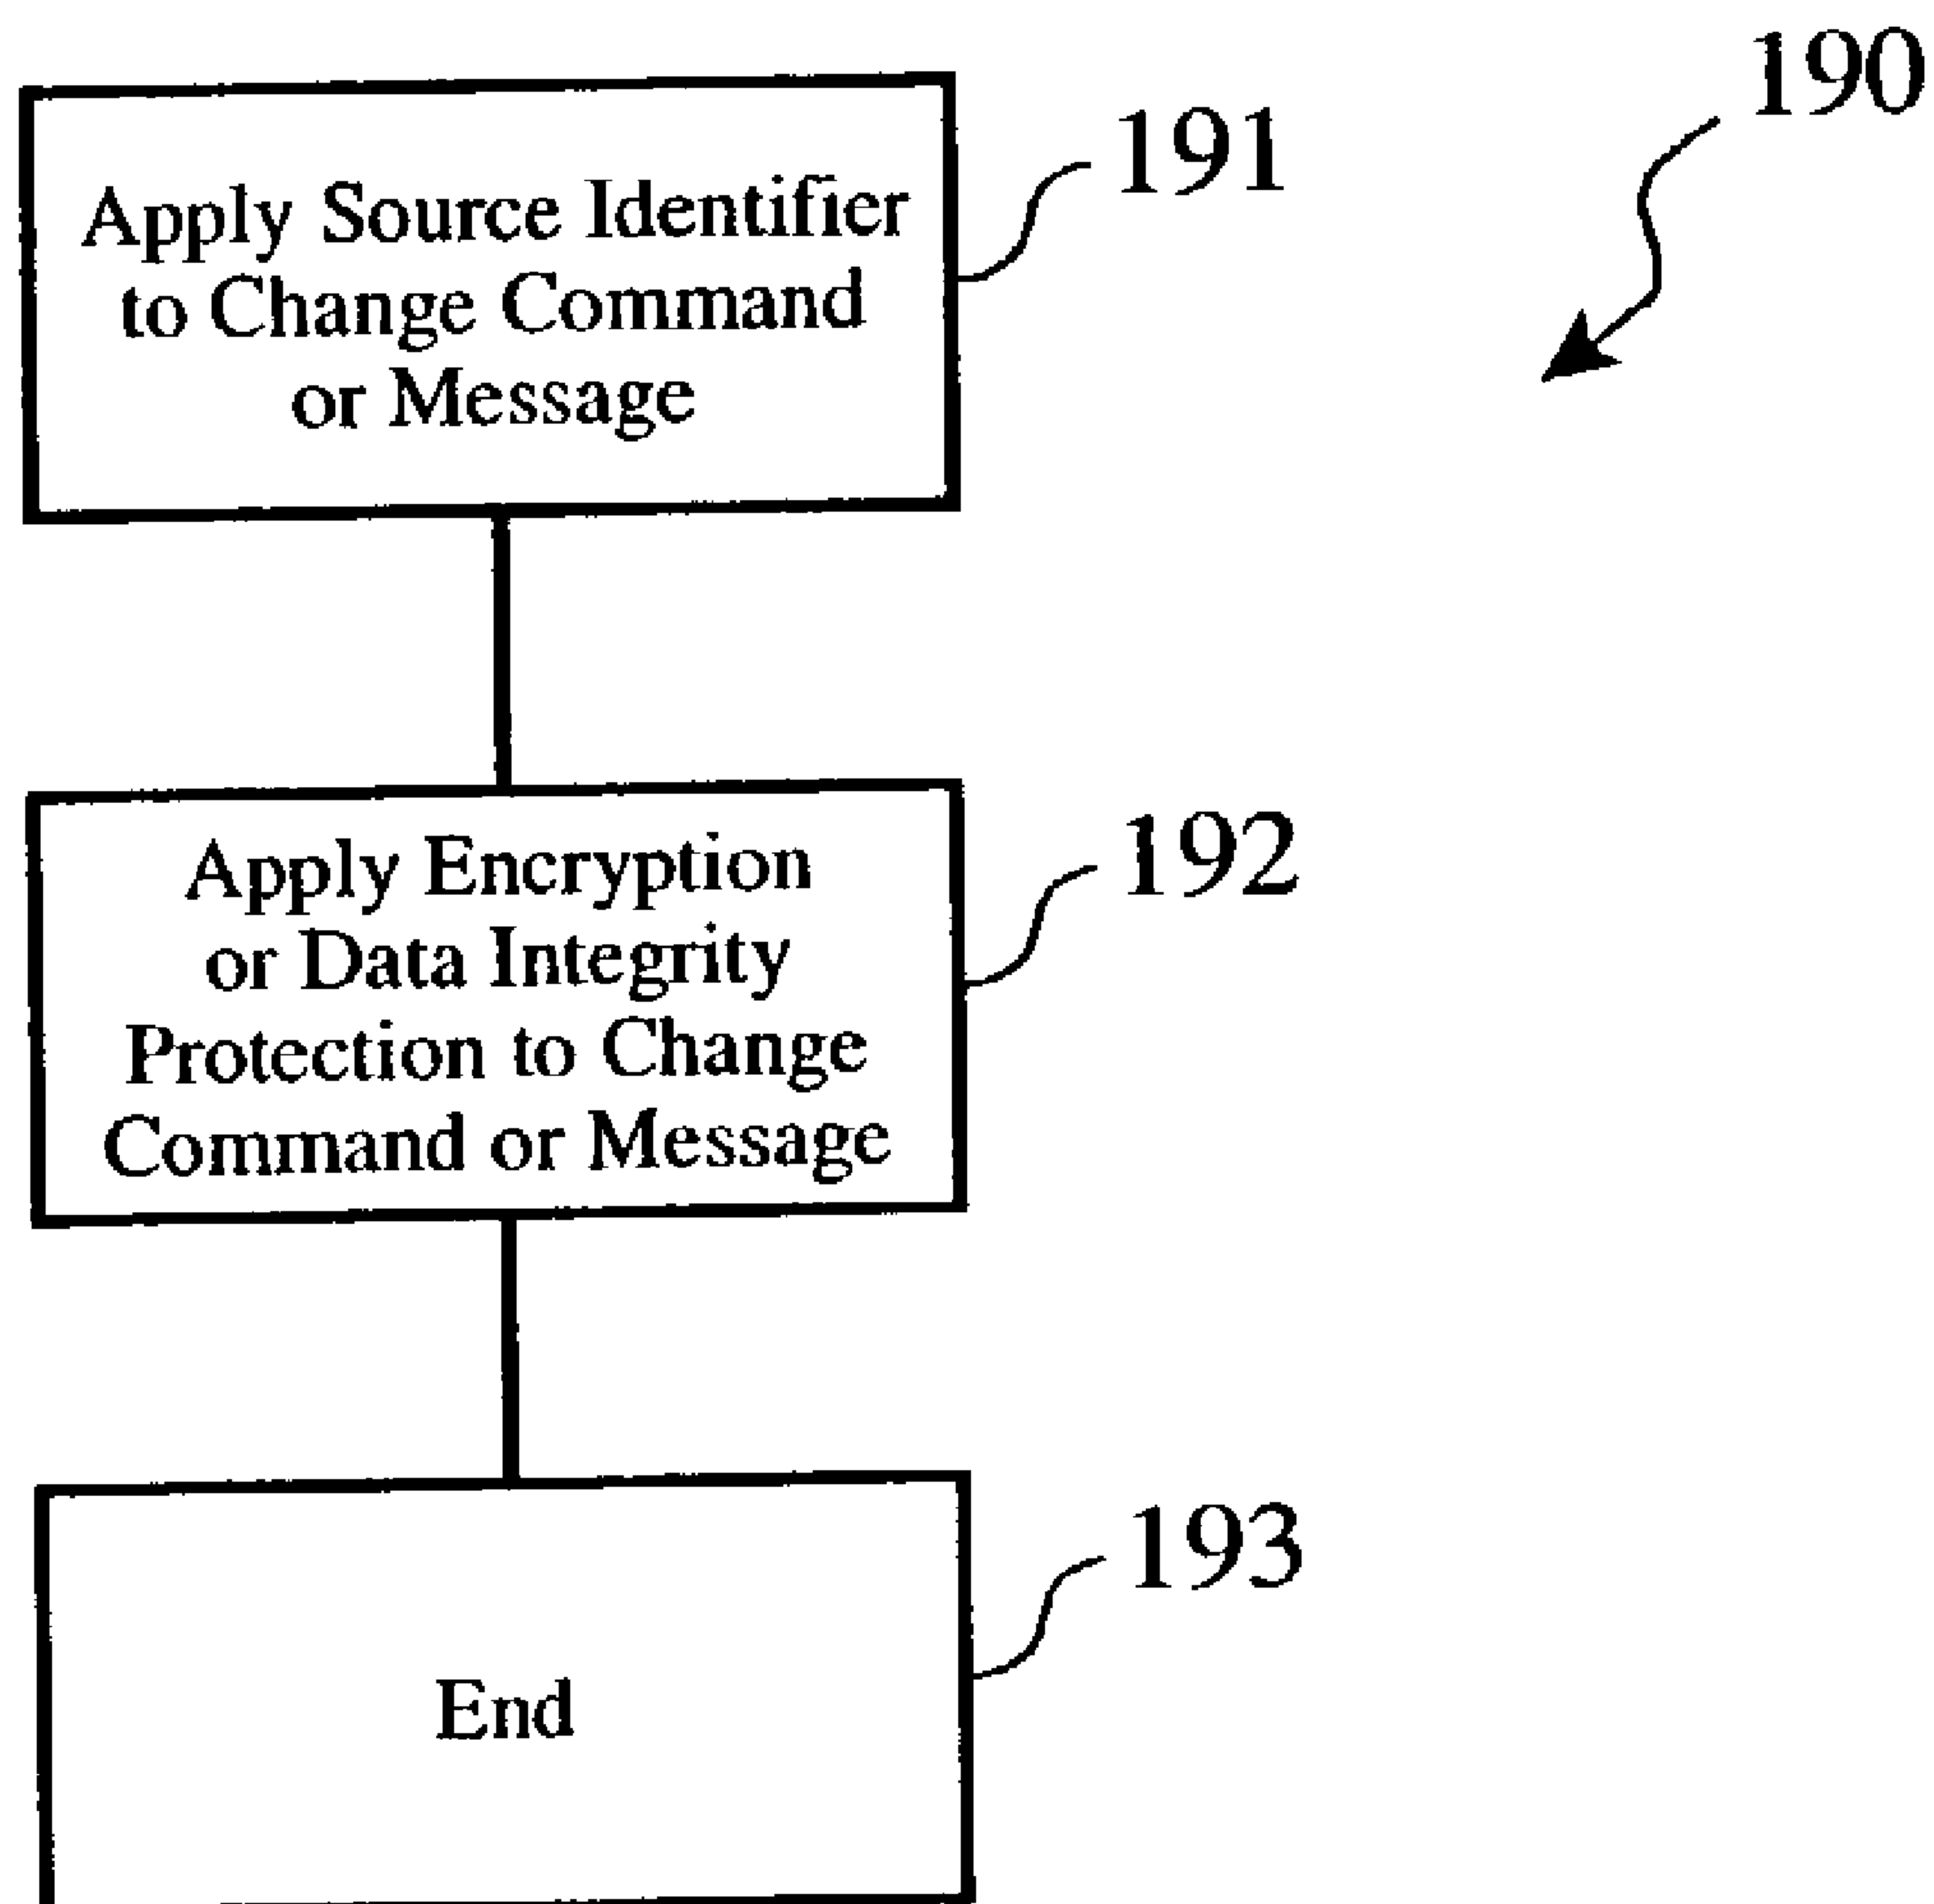 190
191
Apply Source Identifier
to Change Command
or Message
192
Apply Encryption
or Data Integrity
Protection to Change
Command or Message
193
End